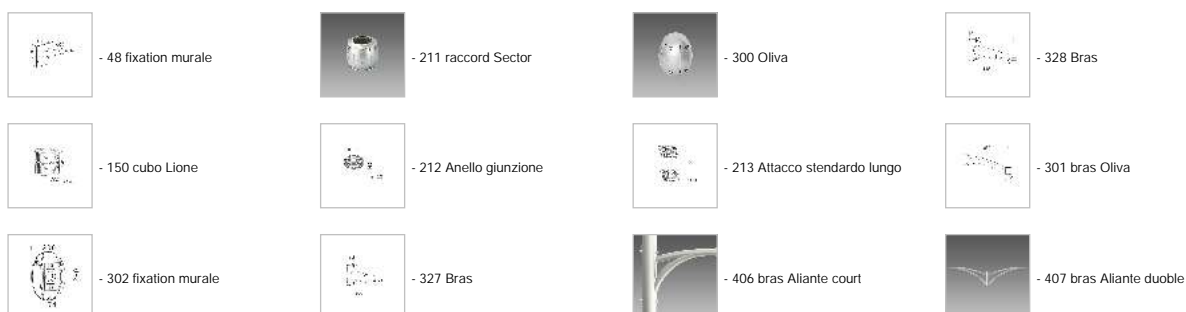 - 48 fixation murale
- 211 raccord Sector
- 300 Oliva
- 328 Bras
- 150 cubo Lione
- 212 Anello giunzione
- 213 Attacco stendardo lungo
- 301 bras Oliva
- 302 fixation murale
- 327 Bras
- 406 bras Aliante court
- 407 bras Aliante duoble